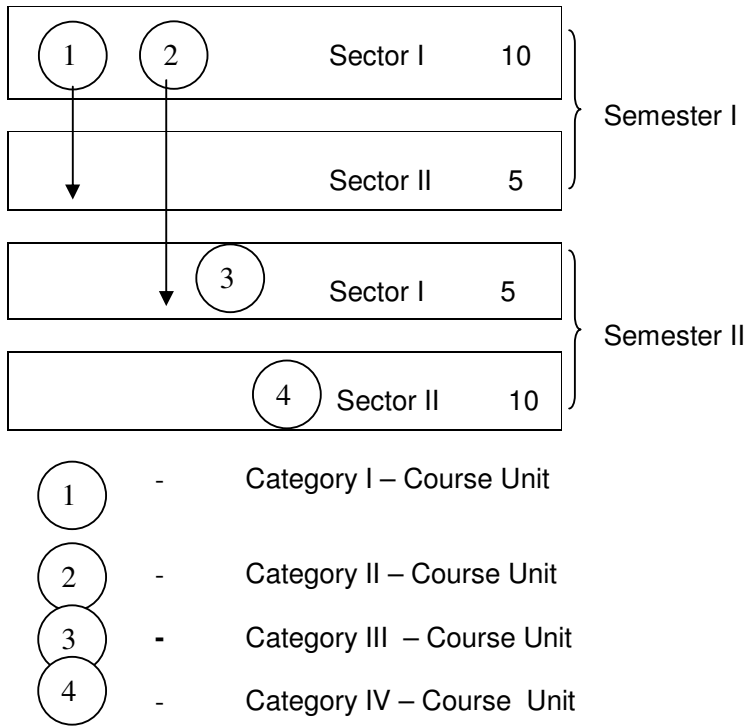 1 2 Sector I 10
Semester I
Sector II 5
3 Sector I 5
Semester II
4 Sector II 10
1 - Category I – Course Unit
2 - Category II – Course Unit
3 - Category III – Course Unit
4 - Category IV – Course Unit